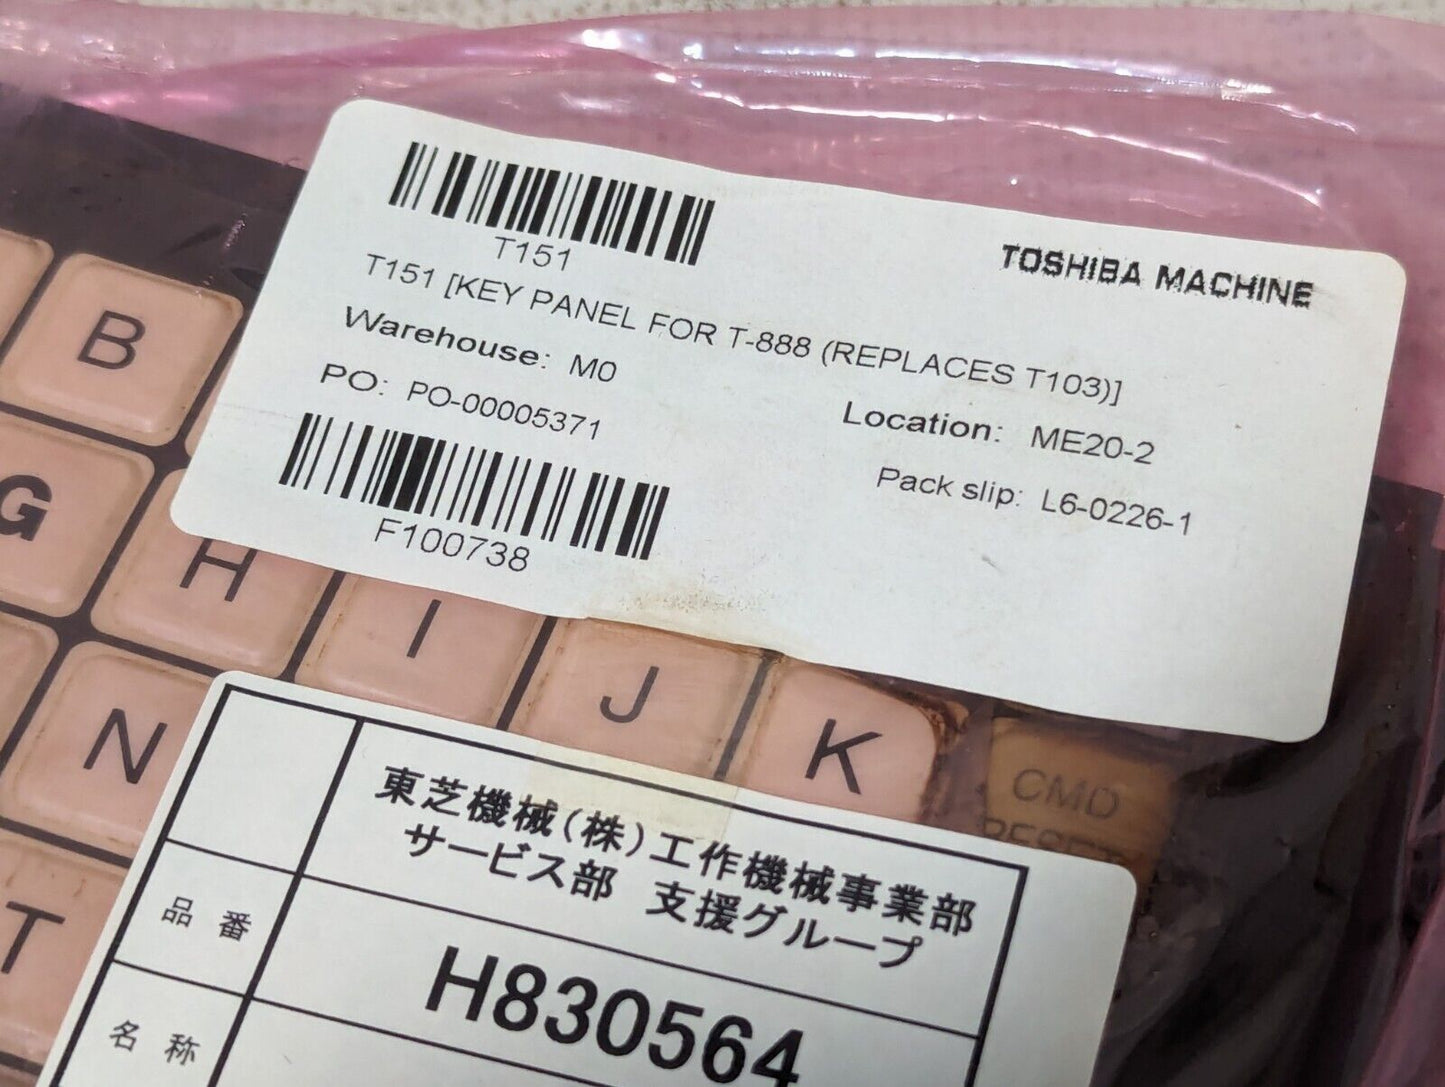 T151
TOSHIBA MACHINE
T151 [KEY PANEL FOR T-888 (REPLACES T103)]
Warehouse: M0
Location: ME20-2
PO: PO-00005371
Pack slip: L6-0226-1
F100738
B
G
H
I
J
K
CMD
RESET
N
T
東芝機械(株)工作機械事業部
サービス部 支援グループ
品 番
H830564
名 称